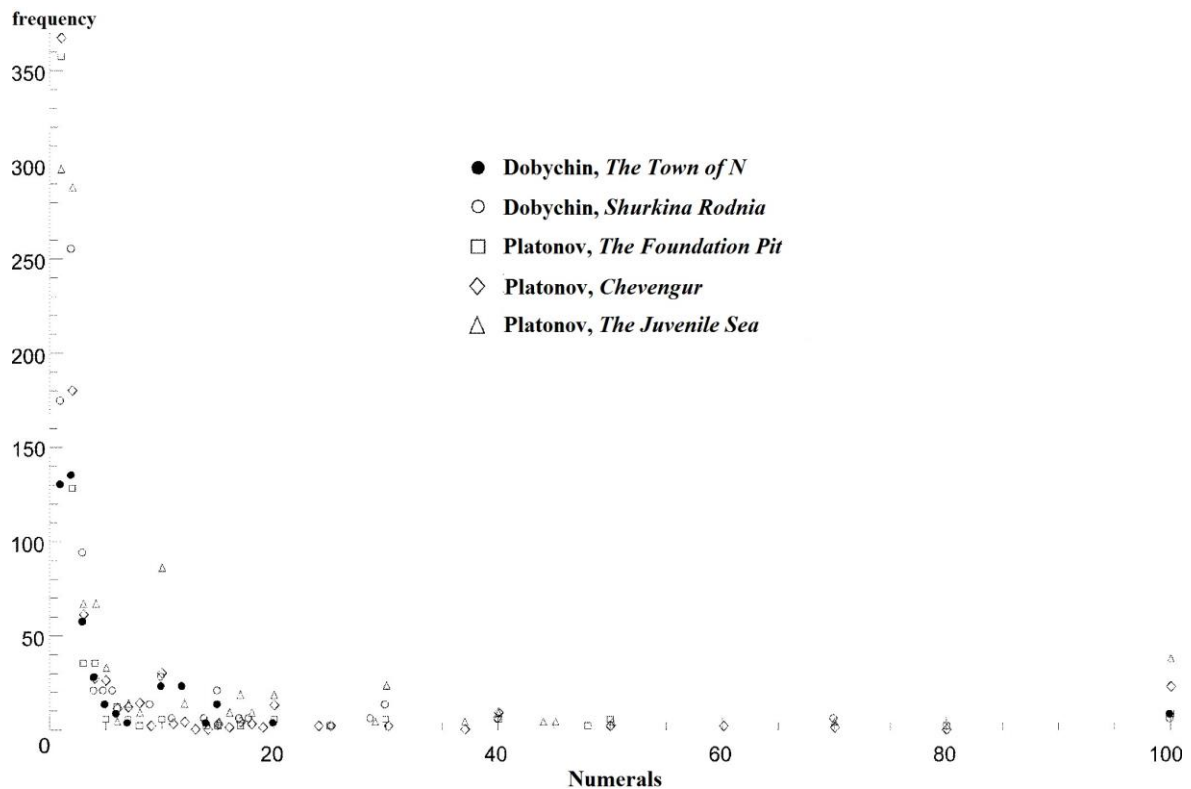 frequency
350
300
250
200
150
100
50
0
Dobychin, The Town of N
Dobychin, Shurkina Rodnia
Platonov, The Foundation Pit
Platonov, Chevengur
Platonov, The Juvenile Sea
20
40
60
80
100
Numerals